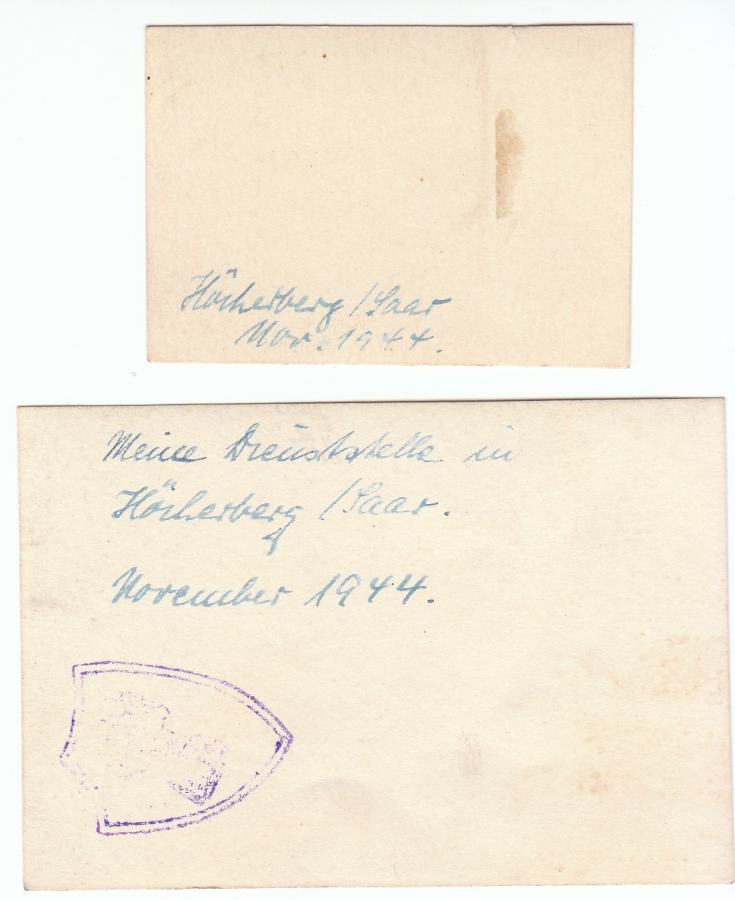 Höcherberg / Saar
Nov. 1944.
Meine Dienststelle in
Höcherberg / Saar.
November 1944.